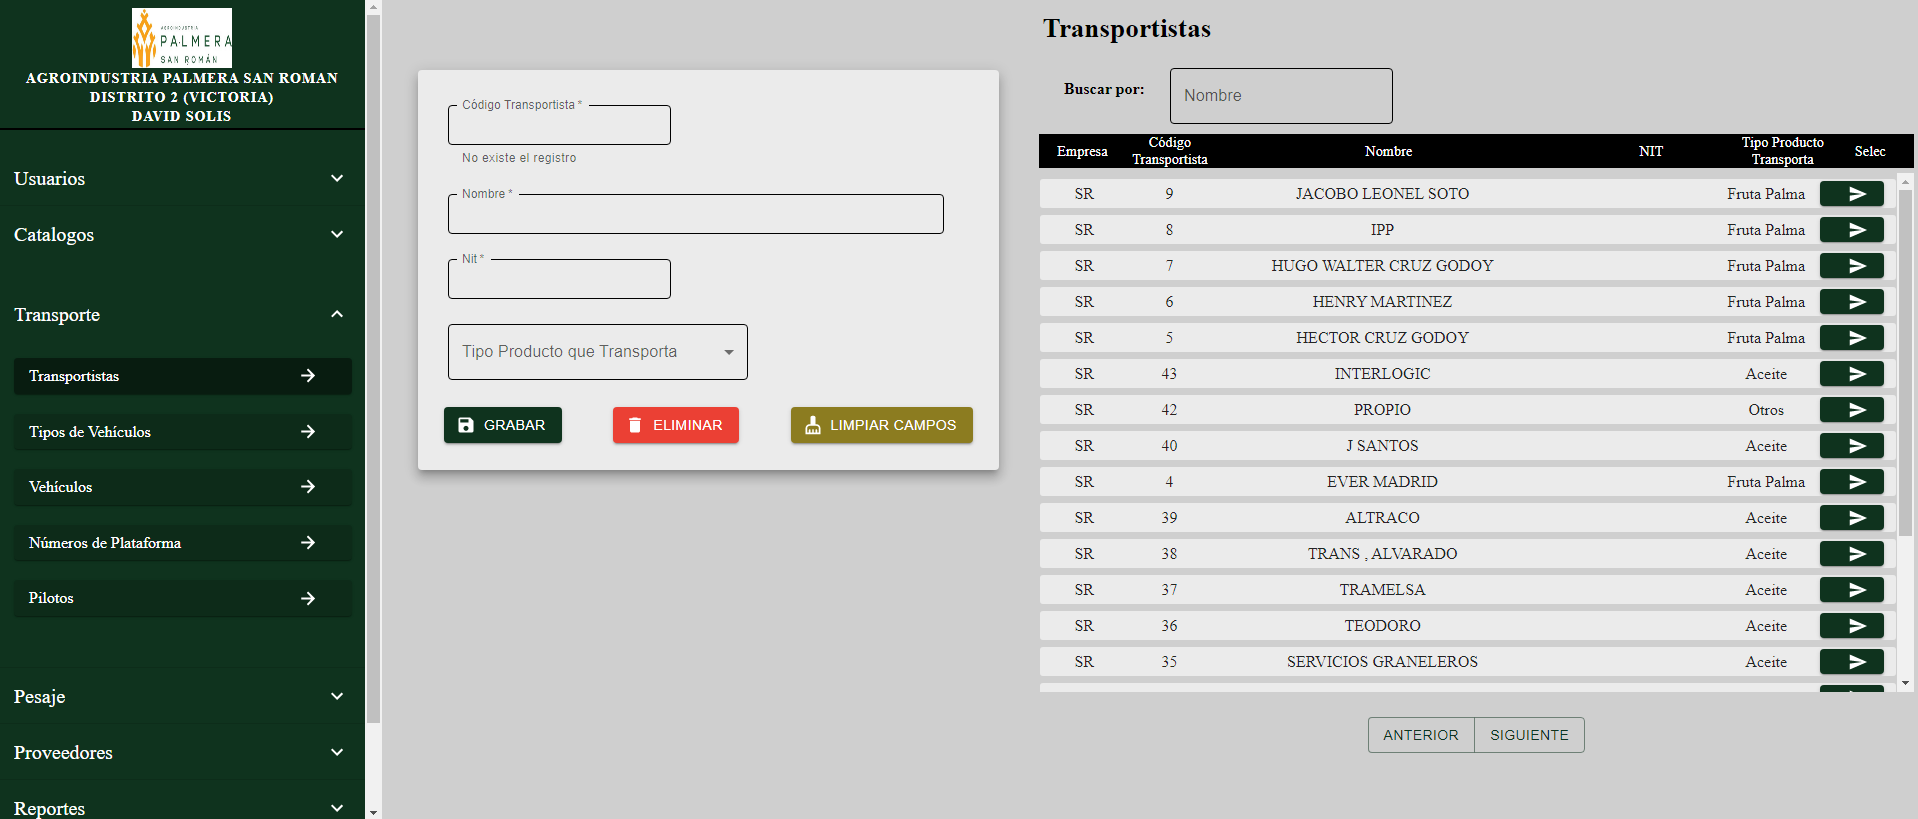 AGROINDUSTRIA
PALMERA
SAN ROMÁN
AGROINDUSTRIA PALMERA SAN ROMAN
DISTRITO 2 (VICTORIA)
DAVID SOLIS
Usuarios
Catalogos
Transporte
Transportistas
Tipos de Vehículos
Vehículos
Números de Plataforma
Pilotos
Pesaje
Proveedores
Reportes
Código Transportista *
No existe el registro
Nombre *
Nit *
Tipo Producto que Transporta
GRABAR ELIMINAR LIMPIAR CAMPOS
Transportistas
Buscar por: Nombre
Empresa Código Transportista Nombre NIT Tipo Producto Transporta Selec
SR 9 JACOBO LEONEL SOTO Fruta Palma
SR 8 IPP Fruta Palma
SR 7 HUGO WALTER CRUZ GODOY Fruta Palma
SR 6 HENRY MARTINEZ Fruta Palma
SR 5 HECTOR CRUZ GODOY Fruta Palma
SR 43 INTERLOGIC Aceite
SR 42 PROPIO Otros
SR 40 J SANTOS Aceite
SR 4 EVER MADRID Fruta Palma
SR 39 ALTRACO Aceite
SR 38 TRANS , ALVARADO Aceite
SR 37 TRAMELSA Aceite
SR 36 TEODORO Aceite
SR 35 SERVICIOS GRANELEROS Aceite
ANTERIOR SIGUIENTE